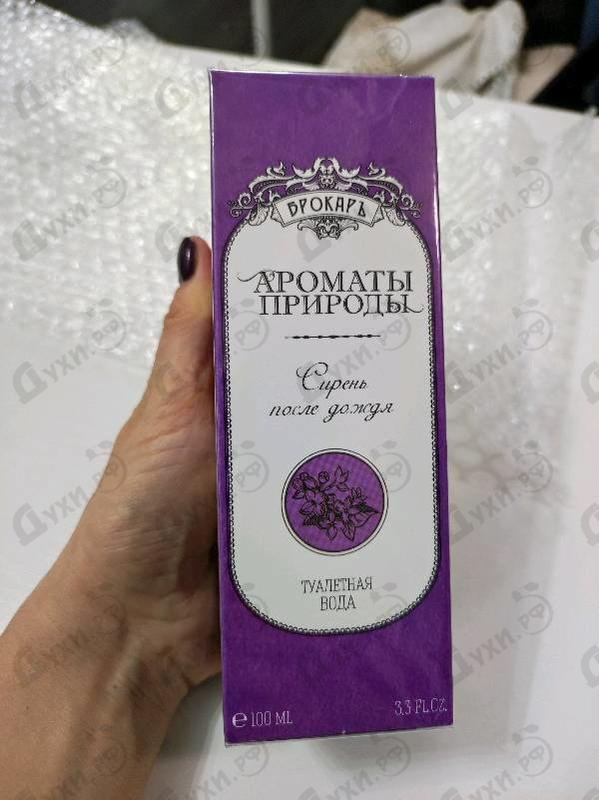 БРОКАРЪ
АРОМАТЫ
ПРИРОДЫ
Сирень
после дождя
ТУАЛЕТНАЯ
ВОДА
℮ 100 ML
3.3 FL.Oz.
Духи.РФ